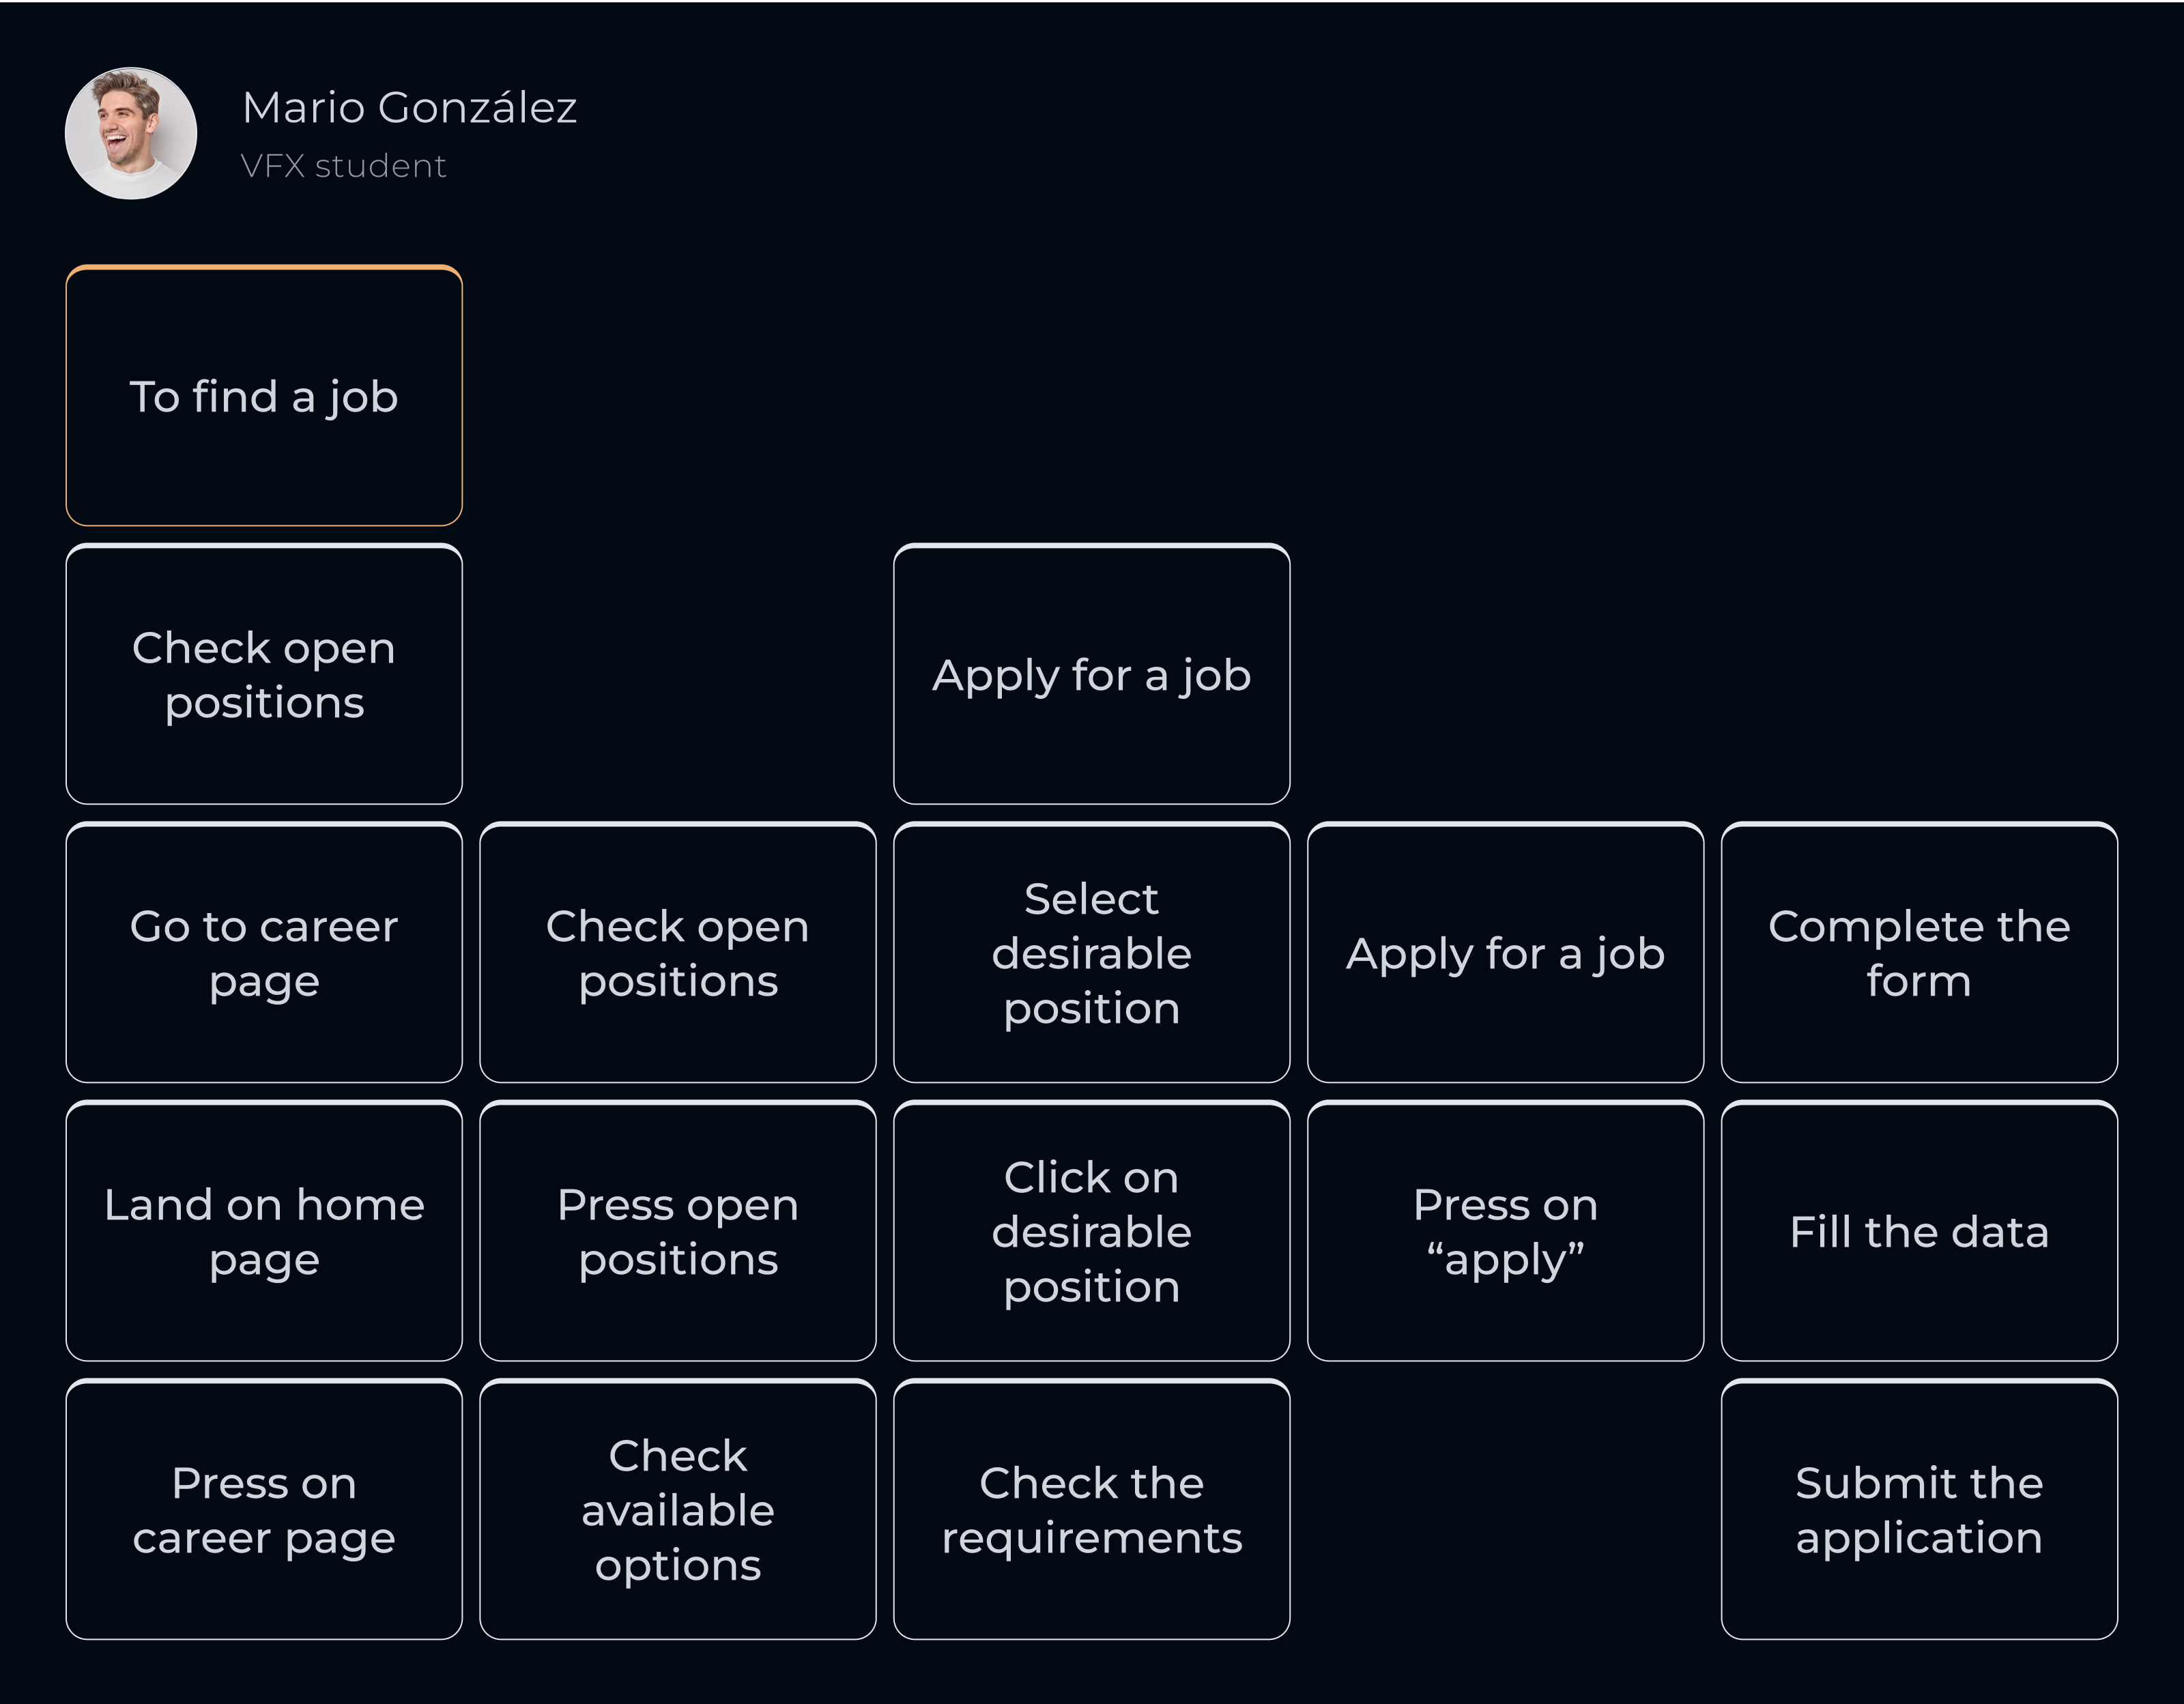 Mario González
VFX student
To find a job
Check open
positions
Apply for a job
Go to career
page
Check open
positions
Select
desirable
position
Apply for a job
Complete the
form
Land on home
page
Press open
positions
Click on
desirable
position
Press on
“apply”
Fill the data
Press on
career page
Check
available
options
Check the
requirements
Submit the
application